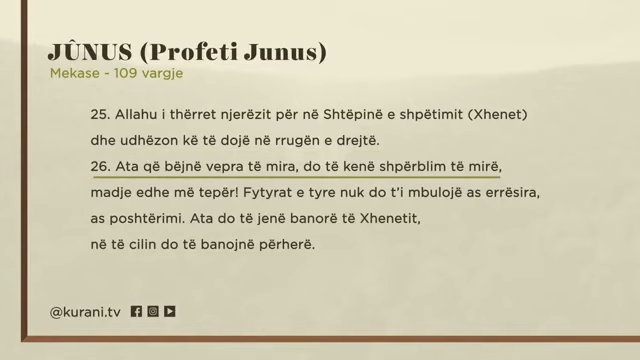 JÛNUS (Profeti Junus)
Mekase - 109 vargje
25. Allahu i thërret njerëzit për në Shtëpinë e shpëtimit (Xhenet)
dhe udhëzon kë të dojë në rrugën e drejtë.
26. Ata që bëjnë vepra të mira, do të kenë shpërblim të mirë,
madje edhe më tepër! Fytyrat e tyre nuk do t'i mbulojë as errësira,
as poshtërimi. Ata do të jenë banorë të Xhenetit,
në të cilin do të banojnë përherë.
@kurani.tv